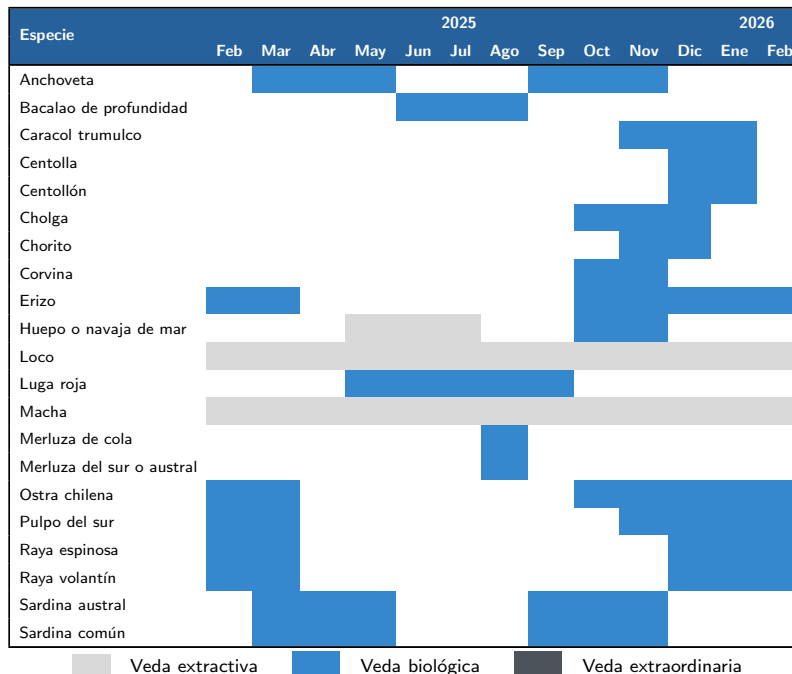 Especie 2025 2026
Feb Mar Abr May Jun Jul Ago Sep Oct Nov Dic Ene Feb
Anchoveta
Bacalao de profundidad
Caracol trumulco
Centolla
Centollón
Cholga
Chorito
Corvina
Erizo
Huepo o navaja de mar
Loco
Luga roja
Macha
Merluza de cola
Merluza del sur o austral
Ostra chilena
Pulpo del sur
Raya espinosa
Raya volantín
Sardina austral
Sardina común
Veda extractiva Veda biológica Veda extraordinaria